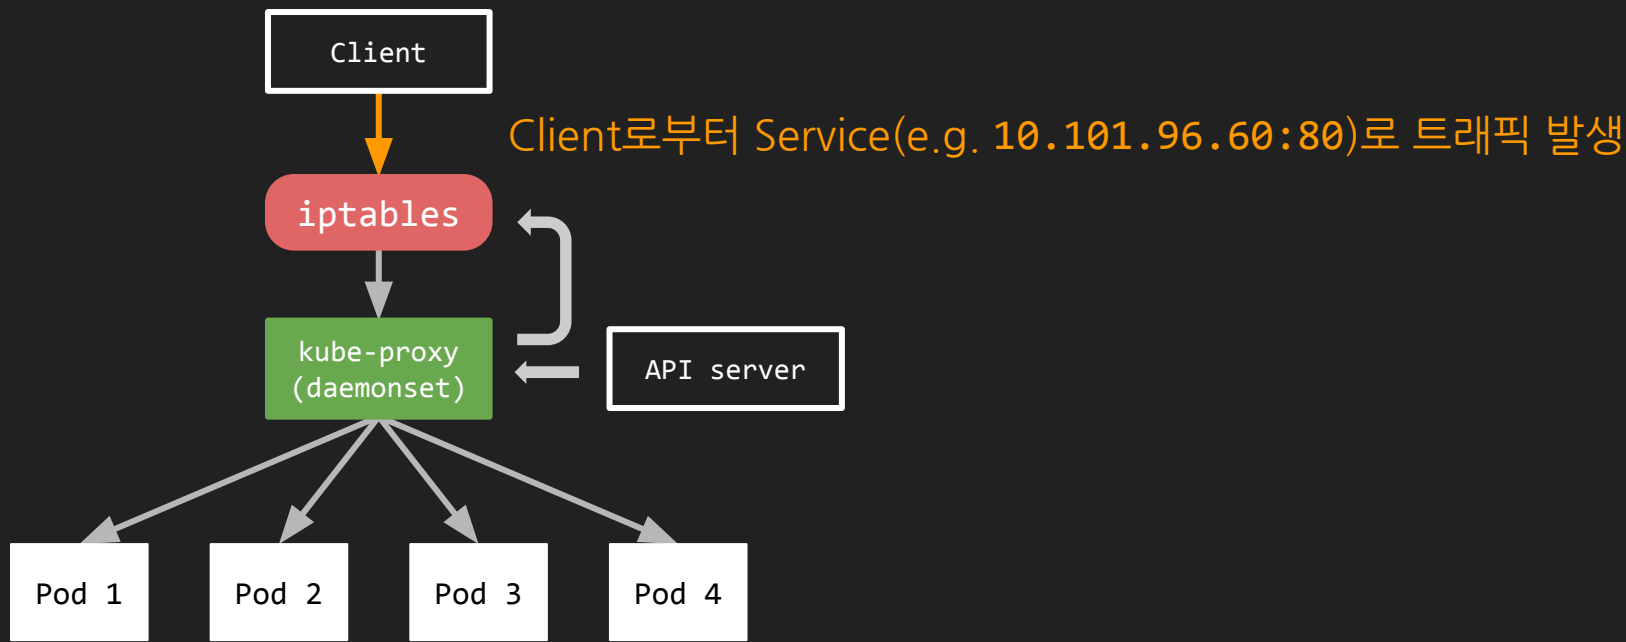 Client
Client로부터 Service(e.g. 10.101.96.60:80)로 트래픽 발생
iptables
kube-proxy
(daemonset)
API server
Pod 1
Pod 2
Pod 3
Pod 4